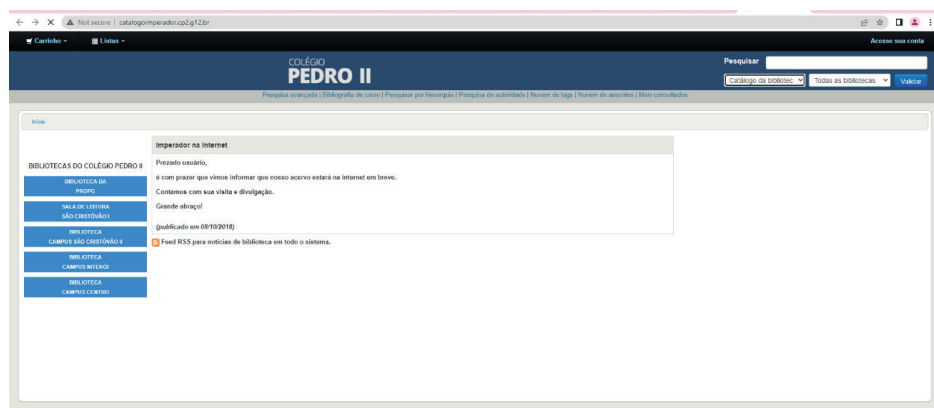 Not secure | catalogoimperador.cp2.g12.br
Carrinho Listas Acesse sua conta
COLÉGIO
PEDRO II
Pesquisar
Catálogo da bibliotec Todas as bibliotecas Validar
Pesquisa avançada | Bibliografia de curso | Pesquisar por hierarquia | Pesquisa de autoridade | Nuvem de tags | Nuvem de assuntos | Mais consultados
Início
BIBLIOTECAS DO COLÉGIO PEDRO II
BIBLIOTECA DA
PROPG
SALA DE LEITURA
SÃO CRISTÓVÃO I
BIBLIOTECA
CAMPUS SÃO CRISTÓVÃO II
BIBLIOTECA
CAMPUS NITERÓI
BIBLIOTECA
CAMPUS CENTRO
Imperador na Internet
Prezado usuário,
é com prazer que vimos informar que nosso acervo estará na internet em breve.
Contamos com sua visita e divulgação.
Grande abraço!
(publicado em 08/10/2018)
Feed RSS para notícias de biblioteca em todo o sistema.